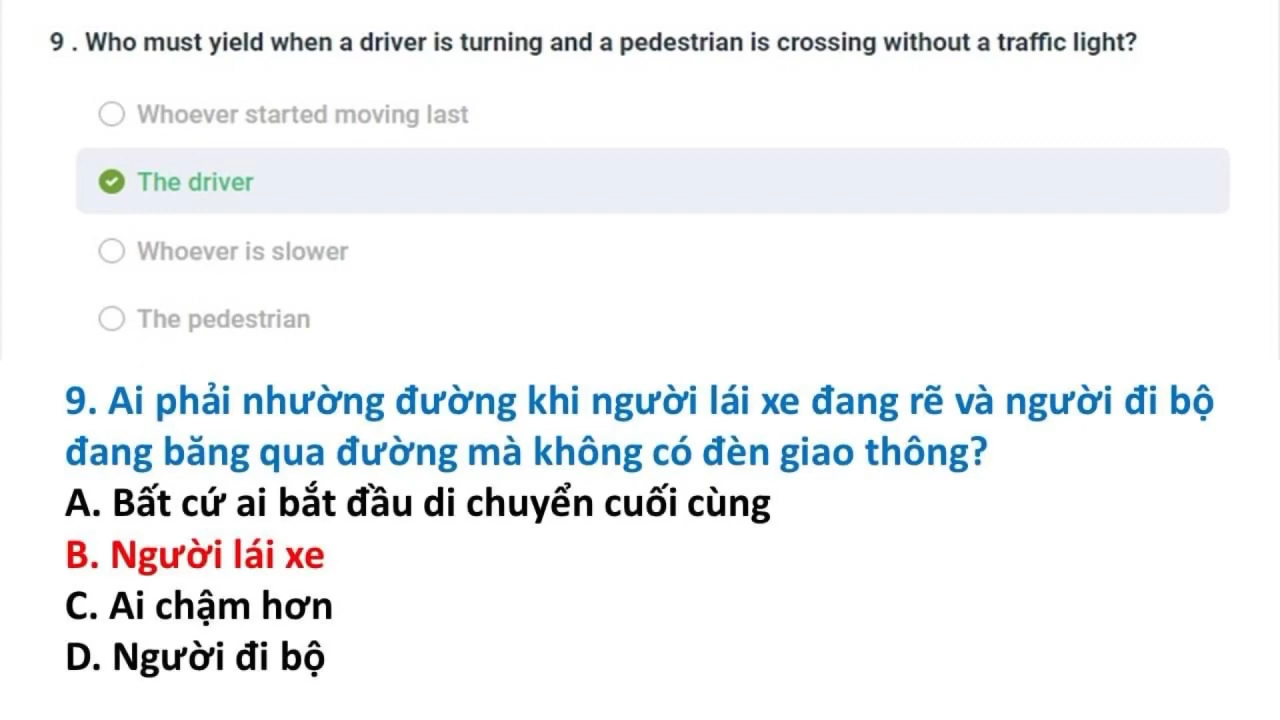 9 . Who must yield when a driver is turning and a pedestrian is crossing without a traffic light?
Whoever started moving last
The driver
Whoever is slower
The pedestrian
9. Ai phải nhường đường khi người lái xe đang rẽ và người đi bộ
đang băng qua đường mà không có đèn giao thông?
A. Bất cứ ai bắt đầu di chuyển cuối cùng
B. Người lái xe
C. Ai chậm hơn
D. Người đi bộ